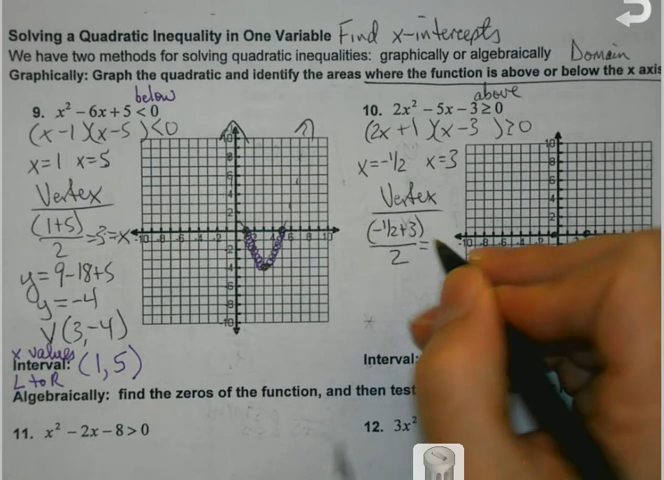 Solving a Quadratic Inequality in One Variable Find x-intercepts
We have two methods for solving quadratic inequalities: graphically or algebraically Domain
Graphically: Graph the quadratic and identify the areas where the function is above or below the x axis
below
9. x² − 6x + 5 < 0
(x-1)(x-5)<0
x=1 x=5
Vertex
(1+5)/2 =3=x
y=9-18+5
y=-4
V(3,-4)
x values
Interval: (1,5)
L to R
above
10. 2x² − 5x − 3 ≥ 0
(2x+1)(x-3)≥0
x=-1/2 x=3
Vertex
(-1/2+3)/2 =
Interval:
Algebraically: find the zeros of the function, and then test
11. x² − 2x − 8 > 0
12. 3x²